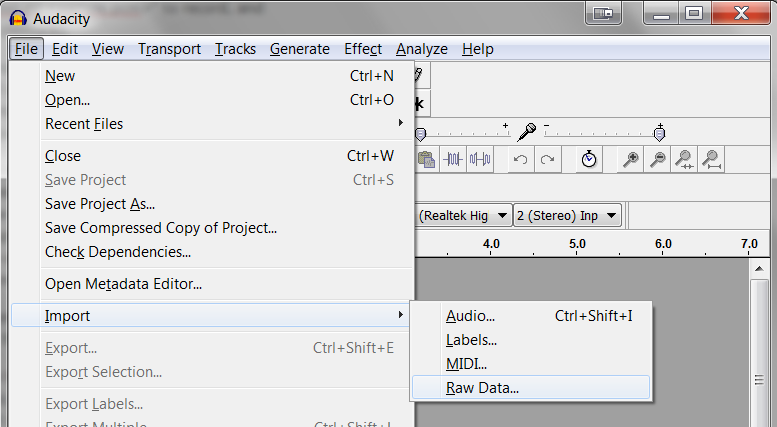 Audacity
File Edit View Transport Tracks Generate Effect Analyze Help
New Ctrl+N
Open... Ctrl+O
Recent Files
Close Ctrl+W
Save Project Ctrl+S
Save Project As...
Save Compressed Copy of Project...
Check Dependencies...
Open Metadata Editor...
Import
Export... Ctrl+Shift+E
Export Selection...
Export Labels...
Export Multiple... Ctrl+Shift+L
Audio... Ctrl+Shift+I
Labels...
MIDI...
Raw Data...
(Realtek Hig 2 (Stereo) Inp
4.0 5.0 6.0 7.0